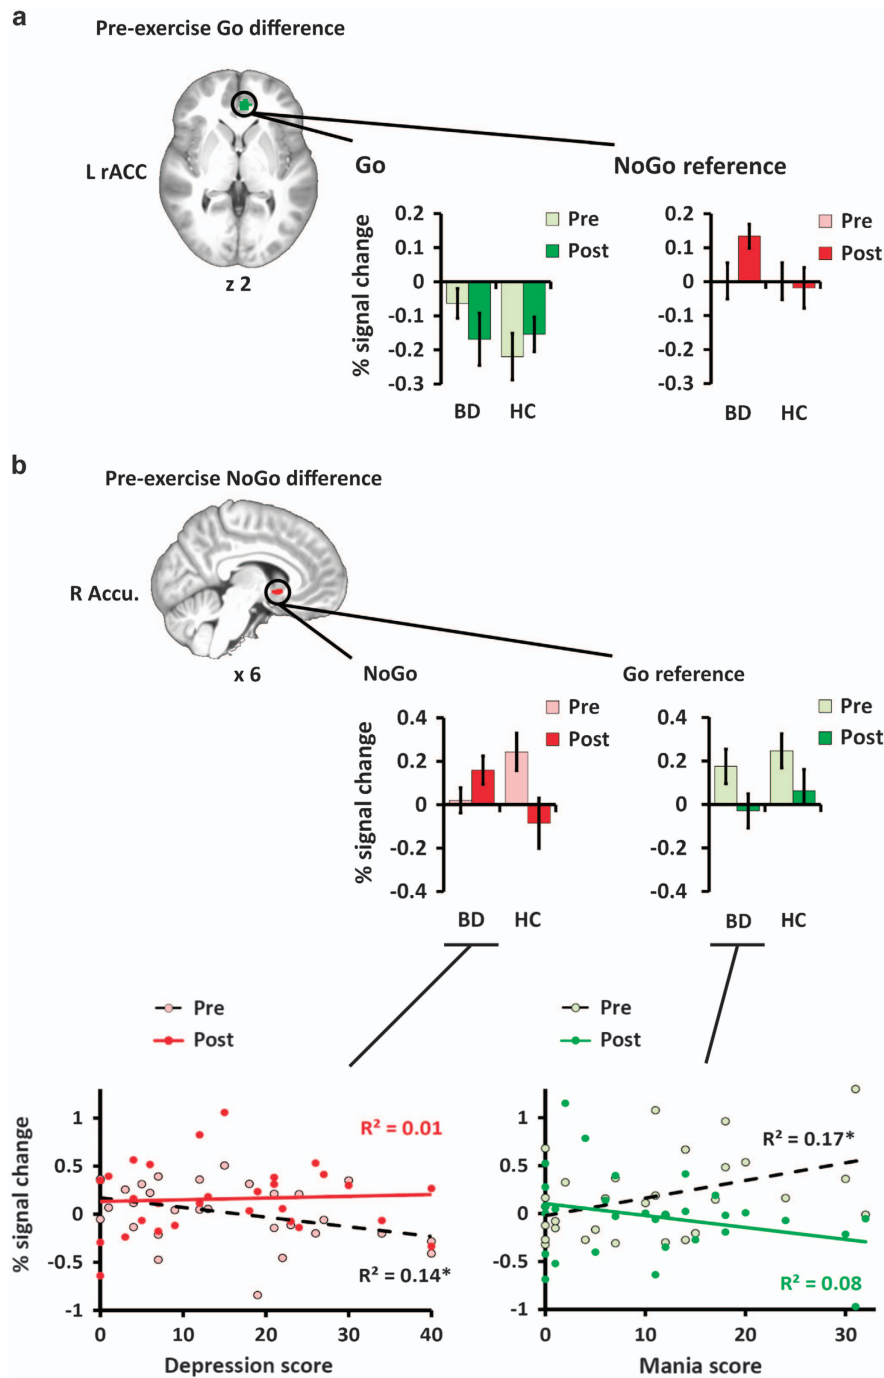 a
Pre-exercise Go difference
L rACC
z 2
Go
NoGo reference
% signal change
0.2
0.1
0
-0.1
-0.2
-0.3
Pre
Post
BD
HC
0.2
0.1
0
-0.1
-0.2
-0.3
Pre
Post
BD
HC
b
Pre-exercise NoGo difference
R Accu.
x 6
NoGo
Go reference
% signal change
0.4
0.2
0
-0.2
-0.4
Pre
Post
BD
HC
0.4
0.2
0
-0.2
-0.4
Pre
Post
BD
HC
Pre
Post
% signal change
1
0.5
0
-0.5
-1
R² = 0.01
R² = 0.14*
0
10
20
30
40
Depression score
Pre
Post
1
0.5
0
-0.5
-1
R² = 0.17*
R² = 0.08
0
10
20
30
Mania score